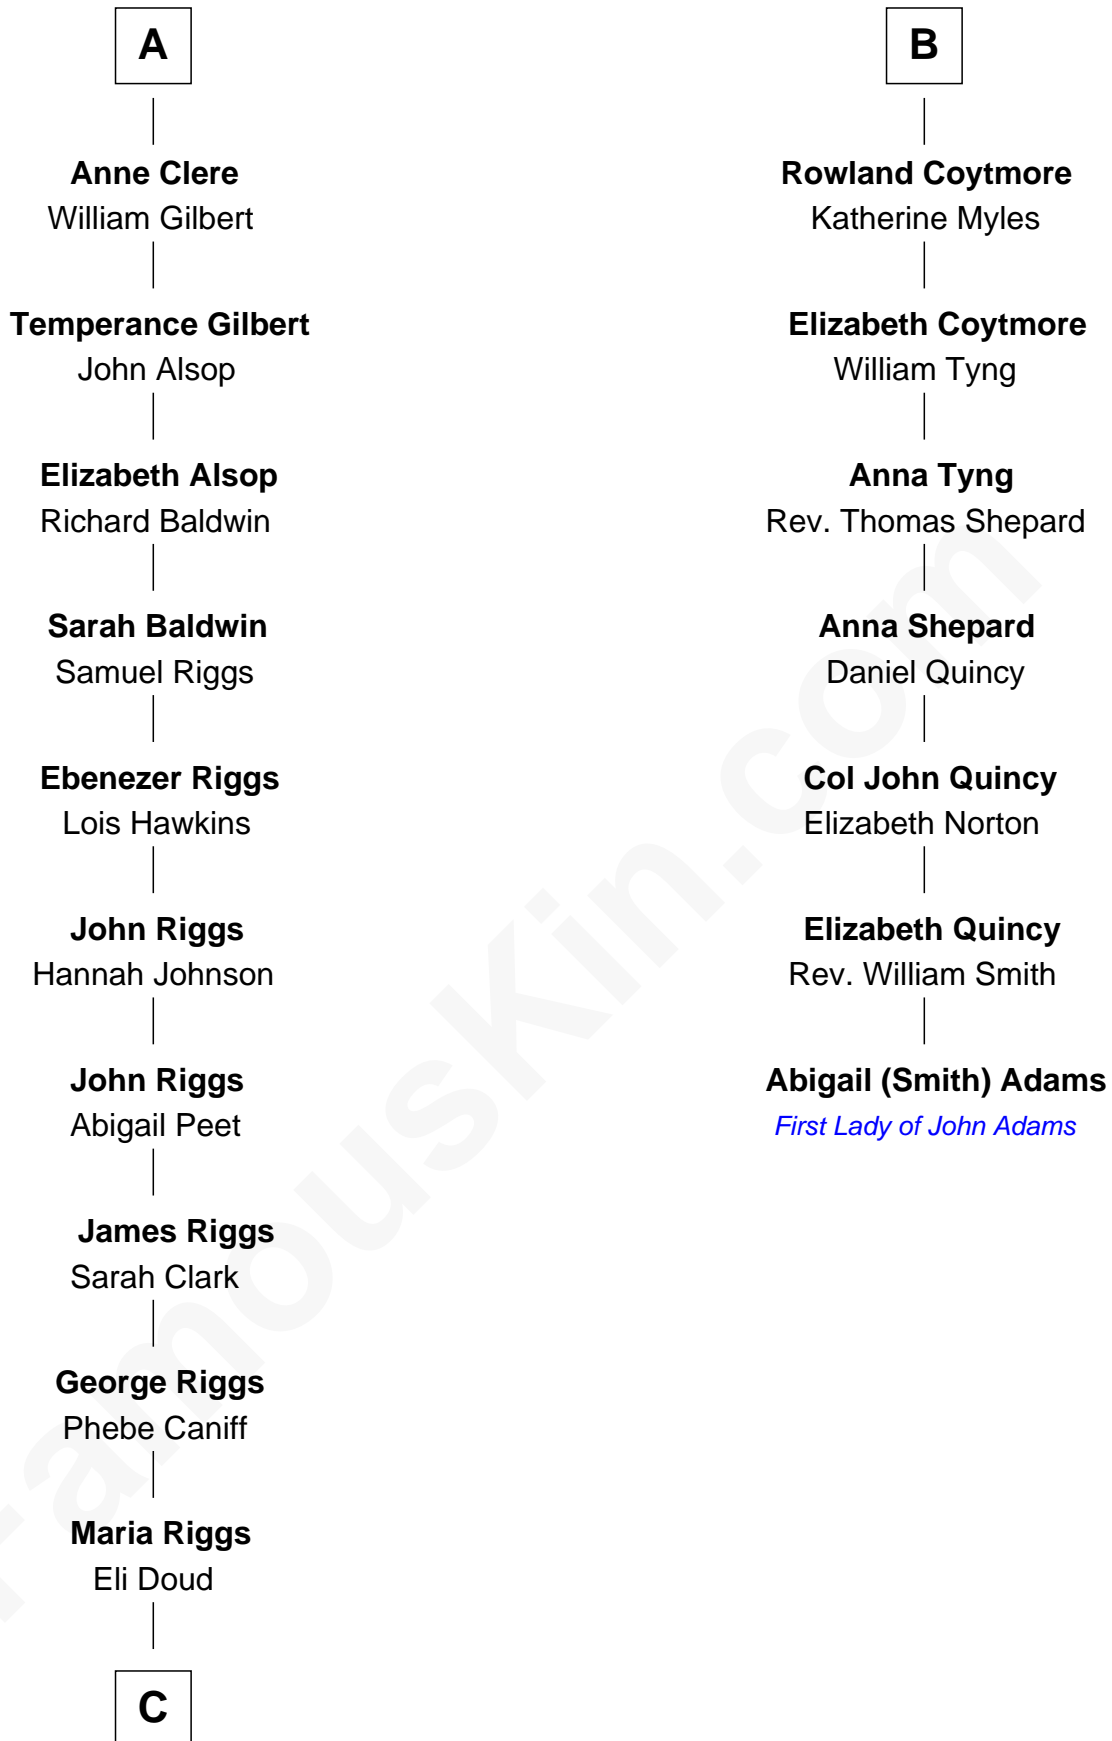 A
Anne Clere
William Gilbert
Temperance Gilbert
John Alsop
Elizabeth Alsop
Richard Baldwin
Sarah Baldwin
Samuel Riggs
Ebenezer Riggs
Lois Hawkins
John Riggs
Hannah Johnson
John Riggs
Abigail Peet
James Riggs
Sarah Clark
George Riggs
Phebe Caniff
Maria Riggs
Eli Doud
C
B
Rowland Coytmore
Katherine Myles
Elizabeth Coytmore
William Tyng
Anna Tyng
Rev. Thomas Shepard
Anna Shepard
Daniel Quincy
Col John Quincy
Elizabeth Norton
Elizabeth Quincy
Rev. William Smith
Abigail (Smith) Adams
First Lady of John Adams
FamousKin.com